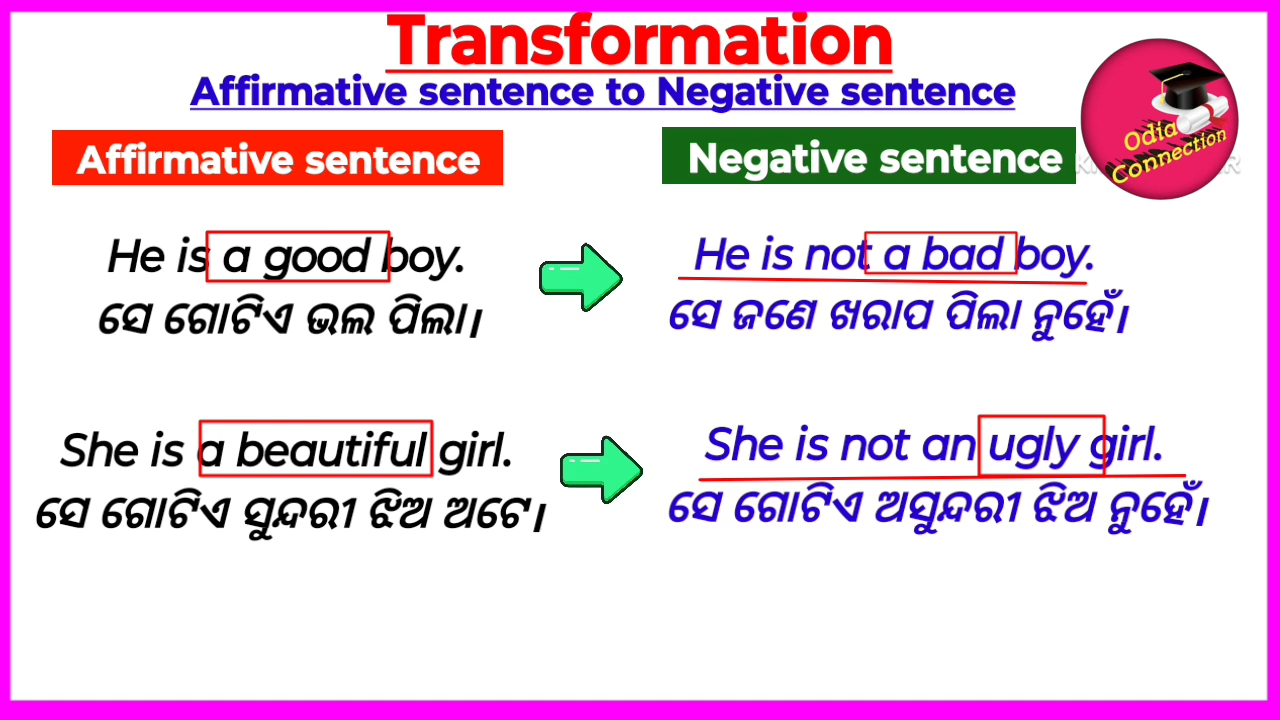 Transformation
Affirmative sentence to Negative sentence
Affirmative sentence
Negative sentence
Odia
Connection
He is a good boy.
He is not a bad boy.
ସେ ଗୋଟିଏ ଭଲ ପିଲା।
ସେ ଜଣେ ଖରାପ ପିଲା ନୁହେଁ।
She is a beautiful girl.
She is not an ugly girl.
ସେ ଗୋଟିଏ ସୁନ୍ଦରୀ ଝିଅ ଅଟେ।
ସେ ଗୋଟିଏ ଅସୁନ୍ଦରୀ ଝିଅ ନୁହେଁ।